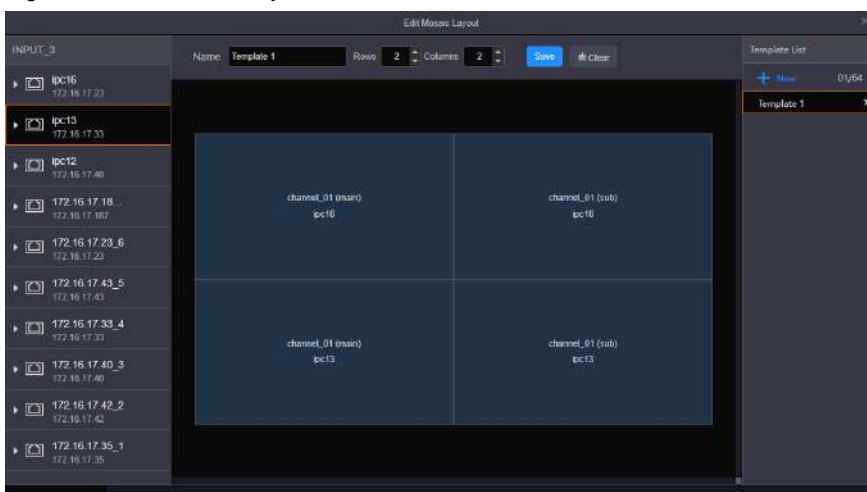 Edit Mosaic Layout
INPUT_3
Name Template 1 Rows 2 Columns 2 Save Clear
Template List
+ New 01/64
Template 1
ipc16
172.16.17.23
ipc13
172.16.17.33
ipc12
172.16.17.40
172.16.17.18...
172.16.17.187
172.16.17.23_6
172.16.17.23
172.16.17.43_5
172.16.17.43
172.16.17.33_4
172.16.17.33
172.16.17.40_3
172.16.17.40
172.16.17.42_2
172.16.17.42
172.16.17.35_1
172.16.17.35
channel_01 (main)
ipc16
channel_01 (sub)
ipc16
channel_01 (main)
ipc13
channel_01 (sub)
ipc13